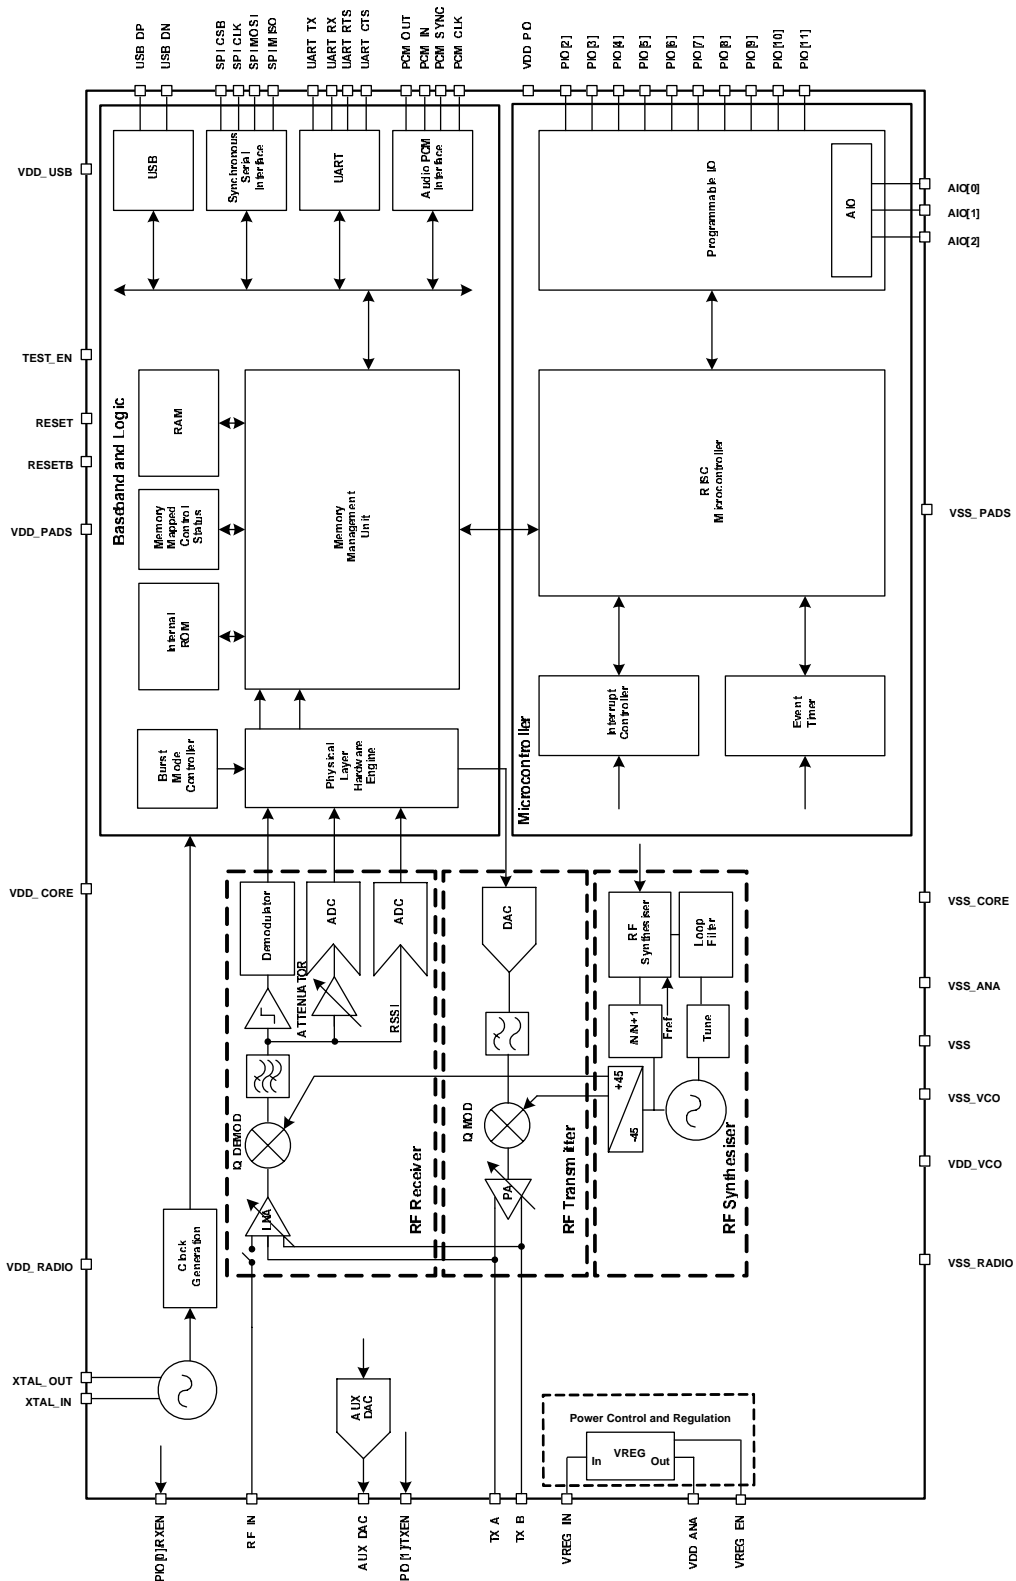 USB DP
USB DN
SPI CSB
SPI CLK
SPI MOSI
SPI MISO
UART TX
UART RX
UART RTS
UART CTS
PCM OUT
PCM IN
PCM SYNC
PCM CLK
VDD PIO
PIO[2]
PIO[3]
PIO[4]
PIO[5]
PIO[6]
PIO[7]
PIO[8]
PIO[9]
PIO[10]
PIO[11]
VDD_USB
TEST_EN
RESET
RESETB
VDD_PADS
VDD_CORE
VDD_RADIO
XTAL_OUT
XTAL_IN
AIO[0]
AIO[1]
AIO[2]
VSS_PADS
VSS_CORE
VSS_ANA
VSS
VSS_VCO
VDD_VCO
VSS_RADIO
USB
Synchronous
Serial
Interface
UART
Audio PCM
Interface
Programmable I/O
AIO
Baseband and Logic
RAM
Memory
Mapped
Control
Status
Internal
ROM
Memory
Management
Unit
RISC
Microcontroller
Burst
Mode
Controller
Physical
Layer
Hardware
Engine
Interrupt
Controller
Event
Timer
Microcontroller
Demodulator
ADC
ADC
ATTENUATOR
RSSI
IQ DEMOD
LNA
RF Receiver
DAC
IQ MOD
PA
RF Transmitter
RF
Synthesiser
Loop
Filter
/N/N+1
Fref
Tune
+45
-45
RF Synthesiser
Clock
Generation
AUX
DAC
Power Control and Regulation
VREG
In
Out
PIO[0]/RXEN
RF IN
AUX DAC
PIO[1]/TXEN
TX A
TX B
VREG IN
VDD ANA
VREG EN